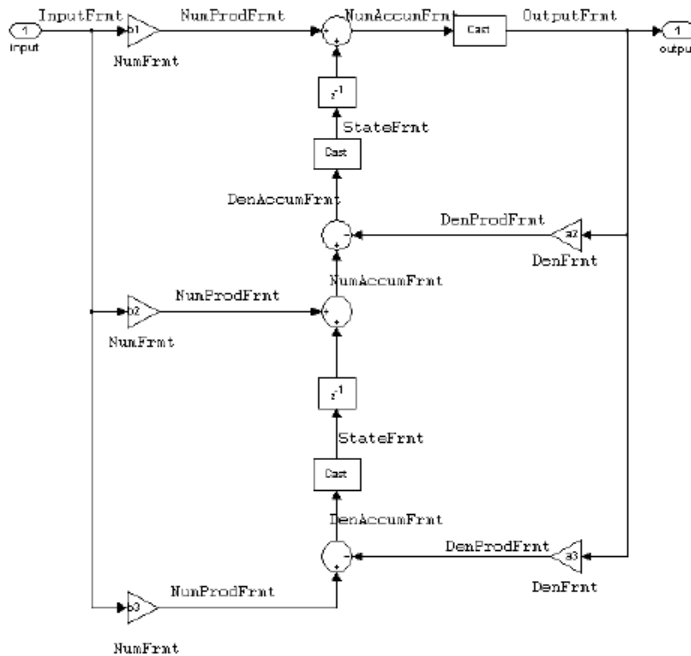 InputFrmt NumProdFrmt NumAccumFrmt OutputFrmt
1 b1 + + Cast 1
input NumFrmt output
z-1
StateFrmt
Cast
DenAccumFrmt
DenProdFrmt
- + a2
DenFrmt
NumAccumFrmt
NumProdFrmt
b2 + +
NumFrmt
z-1
StateFrmt
Cast
DenAccumFrmt
DenProdFrmt
- + a3
DenFrmt
NumProdFrmt
b3
NumFrmt